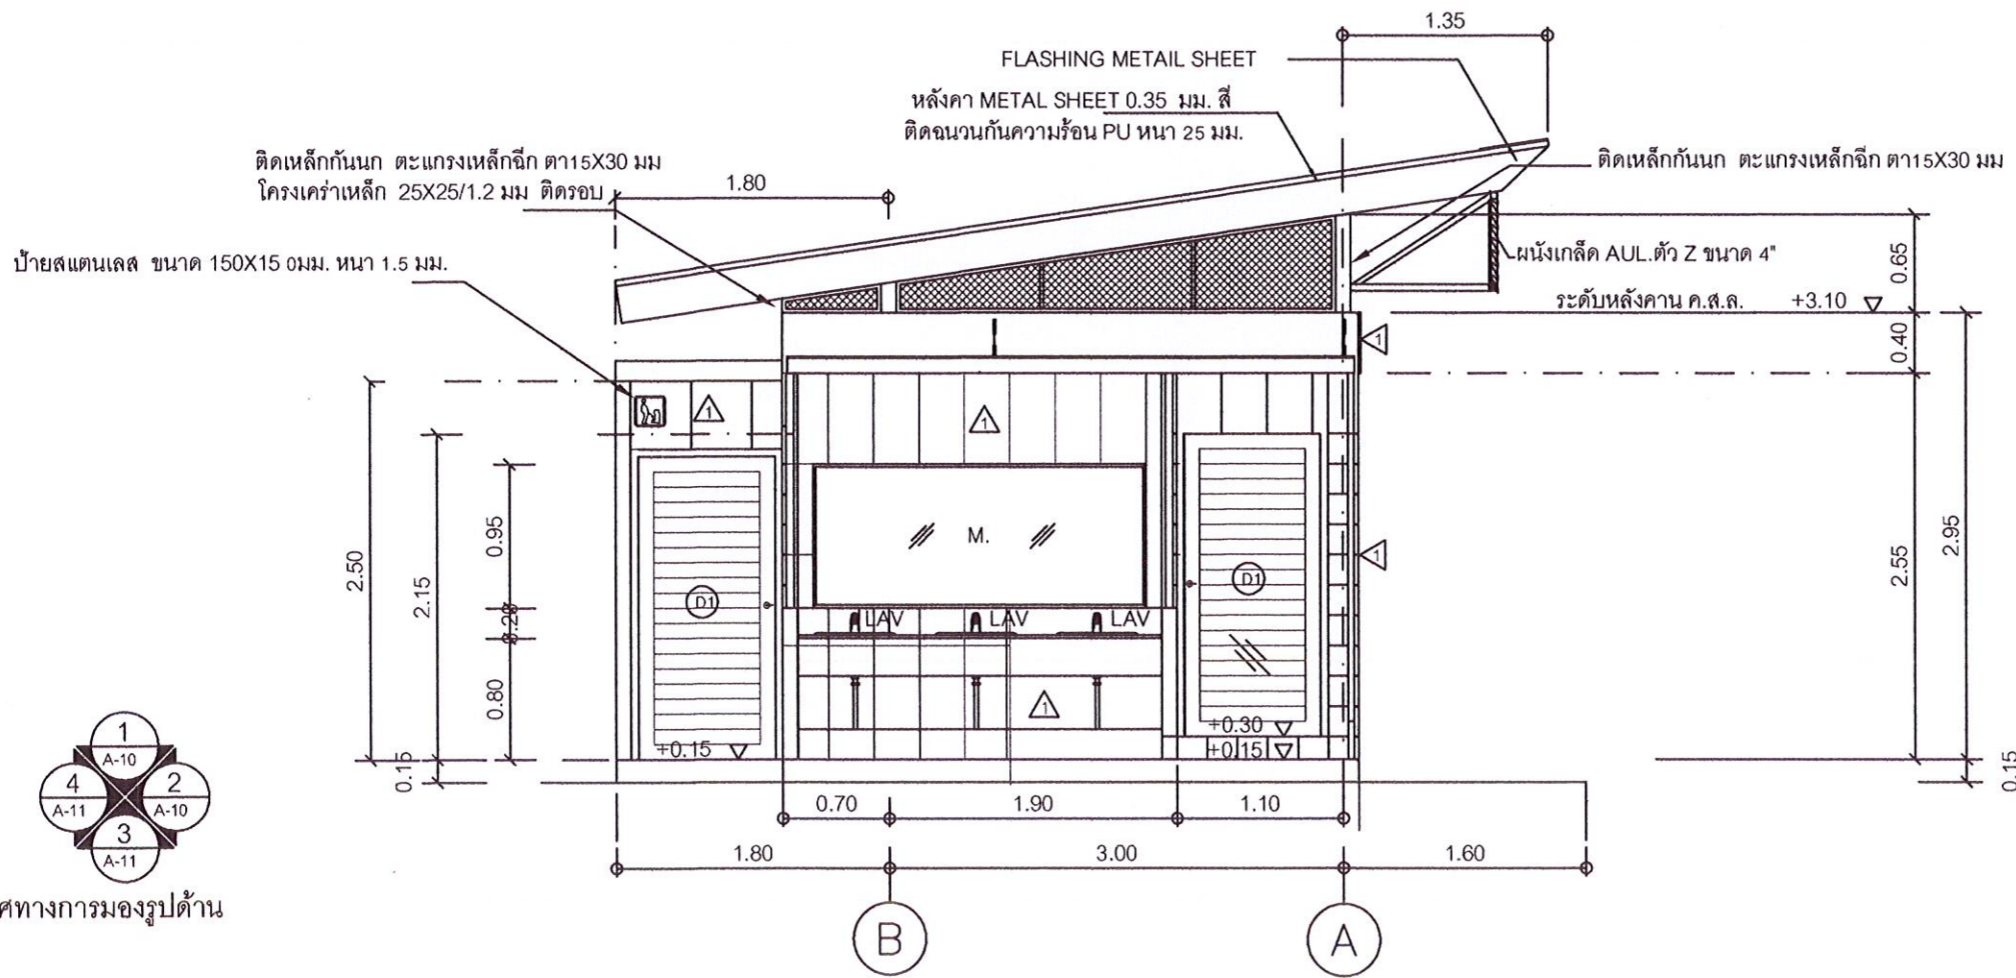 1.35
FLASHING METAIL SHEET
หลังคา METAL SHEET 0.35 มม. สี
ติดฉนวนกันความร้อน PU หนา 25 มม.
ติดเหล็กกันนก ตะแกรงเหล็กฉีก ตา15X30 มม
โครงเคร่าเหล็ก 25X25/1.2 มม ติดรอบ
1.80
ติดเหล็กกันนก ตะแกรงเหล็กฉีก ตา15X30 มม
ป้ายสแตนเลส ขนาด 150X15 0มม. หนา 1.5 มม.
ผนังเกล็ด AUL.ตัว Z ขนาด 4"
0.65
ระดับหลังคาน ค.ส.ล. +3.10
0.40
1
1
1
2.50
2.15
0.95
0.20
0.80
0.15
M.
D1
D1
1
LAV
LAV
LAV
1
2.55
2.95
0.15
+0.15
+0.30
+0.15
0.70
1.90
1.10
1.80
3.00
1.60
B
A
1
A-10
4
A-11
2
A-10
3
A-11
ศทางการมองรูปด้าน